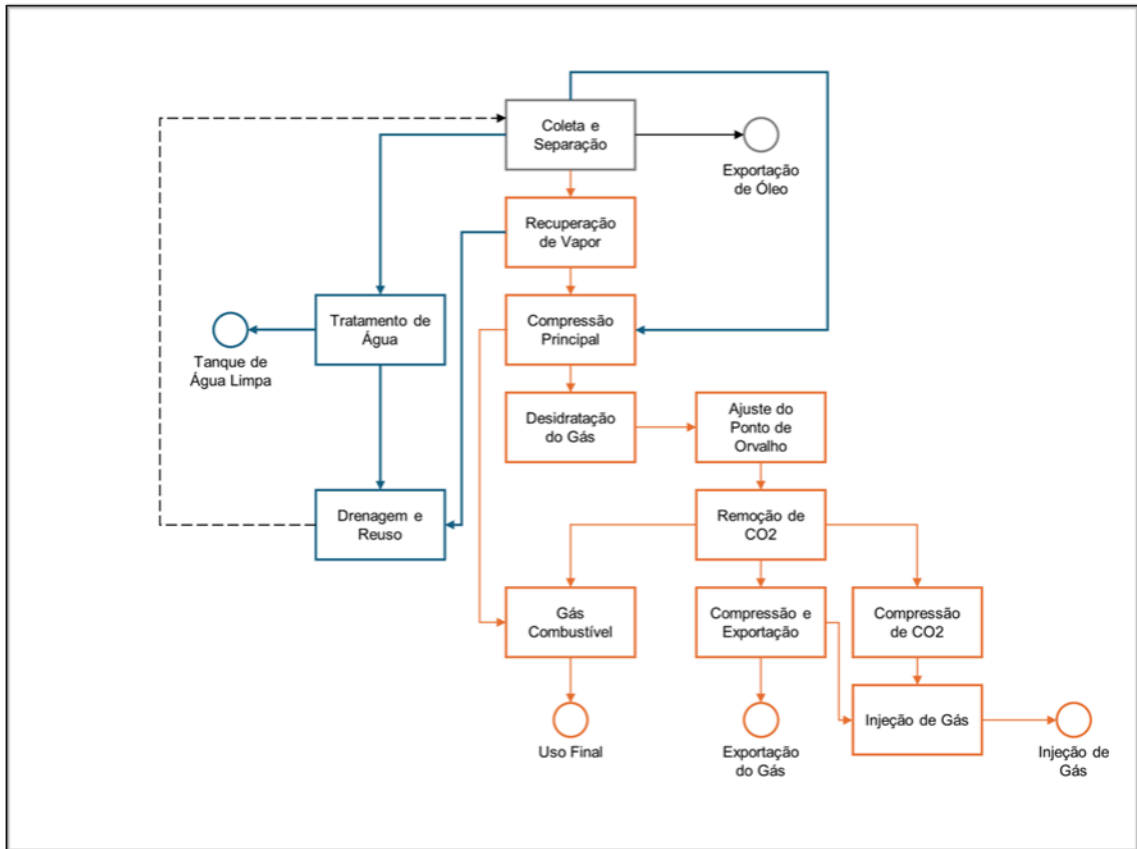 Coleta e
Separação
Exportação
de Óleo
Recuperação
de Vapor
Tratamento de
Água
Compressão
Principal
Tanque de
Água Limpa
Desidratação
do Gás
Ajuste do
Ponto de
Orvalho
Drenagem e
Reuso
Remoção de
CO2
Gás
Combustível
Compressão e
Exportação
Compressão
de CO2
Injeção de Gás
Uso Final
Exportação
do Gás
Injeção de
Gás